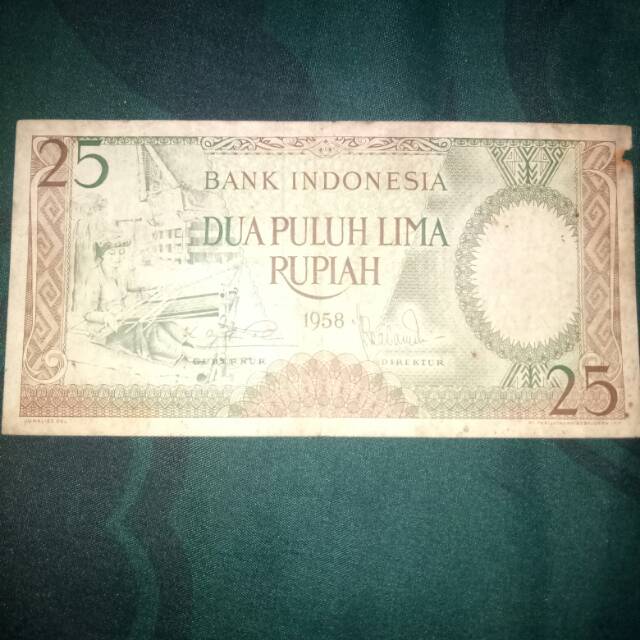 25
BANK INDONESIA
DUA PULUH LIMA
RUPIAH
1958
GUBERNUR
DIREKTUR
25